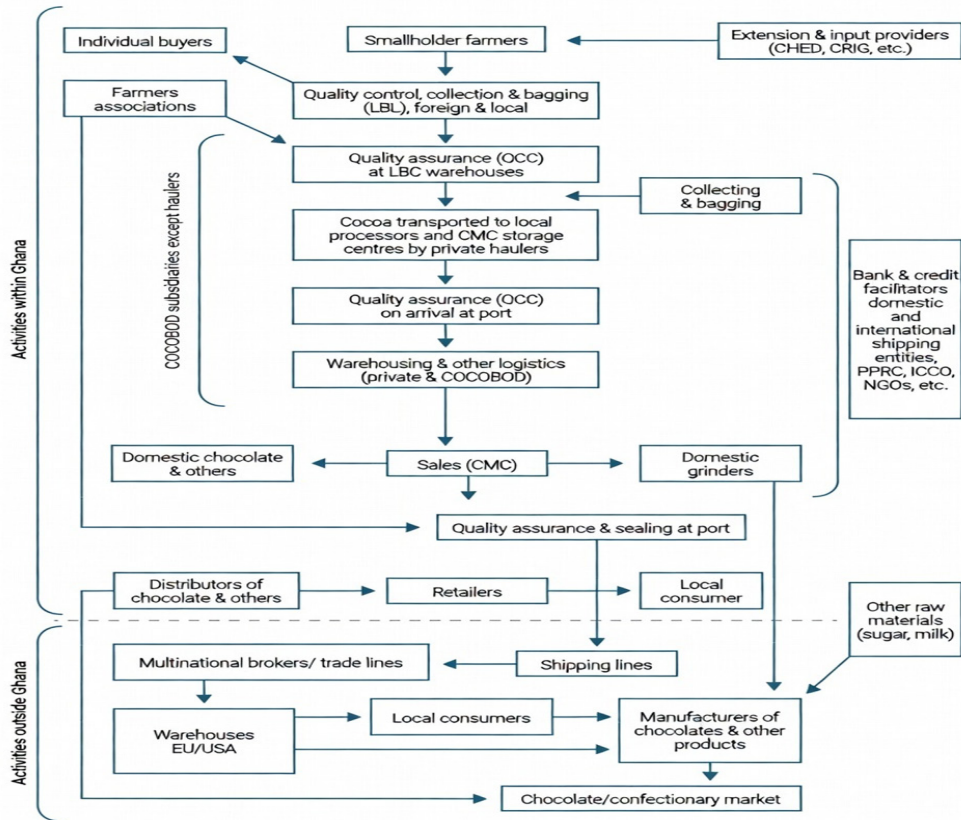 Individual buyers
Smallholder farmers
Extension & input providers
(CHED, CRIG, etc.)
Farmers
associations
Quality control, collection & bagging
(LBL), foreign & local
Quality assurance (OCC)
at LBC warehouses
Collecting
& bagging
Cocoa transported to local
processors and CMC storage
centres by private haulers
Bank & credit
facilitators
domestic
and
international
shipping
entities,
PPRC, ICCO,
NGOs, etc.
Quality assurance (OCC)
on arrival at port
Warehousing & other logistics
(private & COCOBOD)
COCOBOD subsidiaries except haulers
Activities within Ghana
Domestic chocolate
& others
Sales (CMC)
Domestic
grinders
Quality assurance & sealing at port
Distributors of
chocolate & others
Retailers
Local
consumer
Other raw
materials
(sugar, milk)
Multinational brokers/ trade lines
Shipping lines
Warehouses
EU/USA
Local consumers
Manufacturers of
chocolates & other
products
Chocolate/confectionary market
Activities outside Ghana